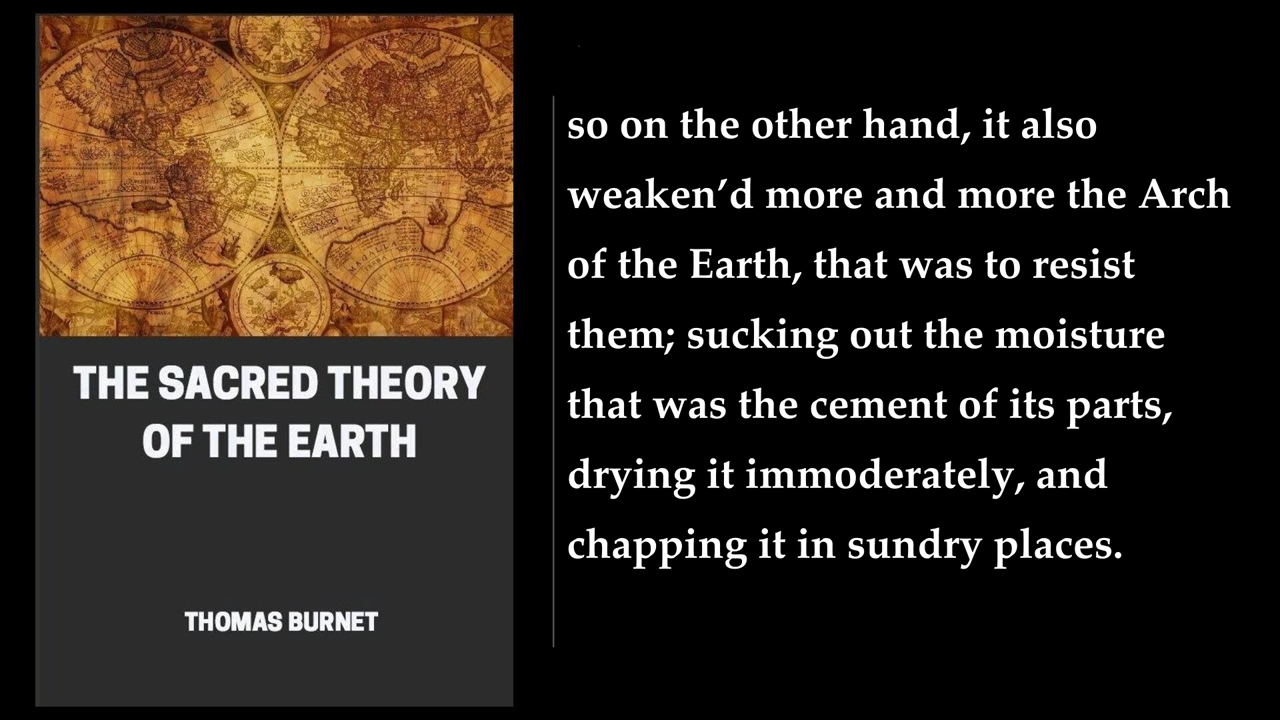 THE SACRED THEORY
OF THE EARTH
THOMAS BURNET
so on the other hand, it also
weaken’d more and more the Arch
of the Earth, that was to resist
them; sucking out the moisture
that was the cement of its parts,
drying it immoderately, and
chapping it in sundry places.